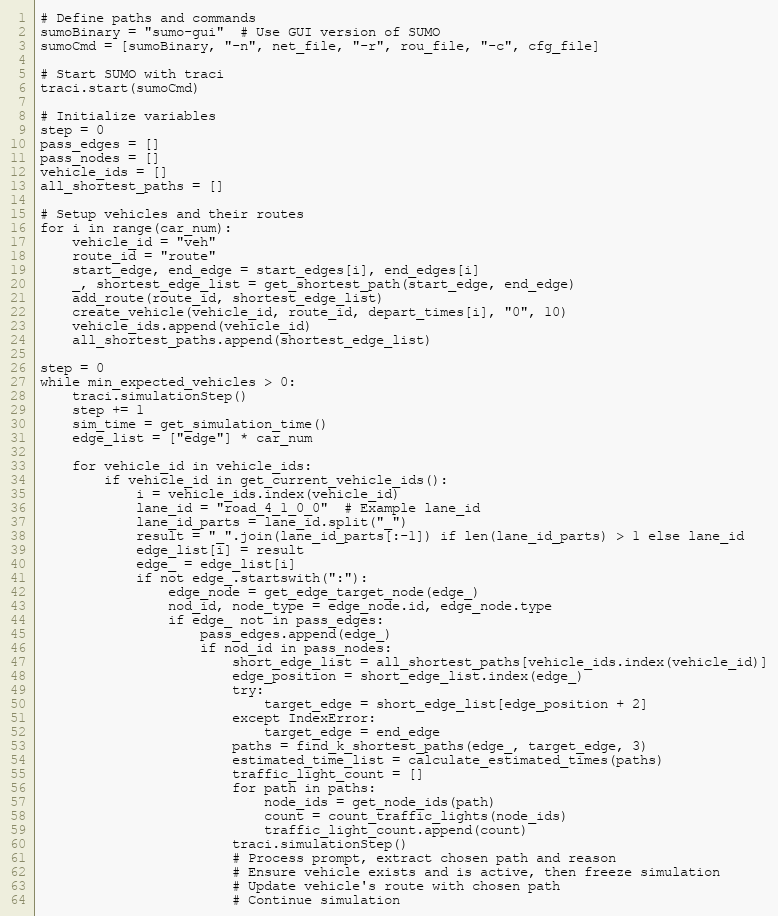 1 # Define paths and commands
2 sumoBinary = "sumo-gui"  # Use GUI version of SUMO
3 sumoCmd = [sumoBinary, "-n", net_file, "-r", rou_file, "-c", cfg_file]
4
5 # Start SUMO with traci
6 traci.start(sumoCmd)
7
8 # Initialize variables
9 step = 0
10 pass_edges = []
11 pass_nodes = []
12 vehicle_ids = []
13 all_shortest_paths = []
14
15 # Setup vehicles and their routes
16 for i in range(car_num):
17     vehicle_id = "veh"
18     route_id = "route"
19     start_edge, end_edge = start_edges[i], end_edges[i]
20     _, shortest_edge_list = get_shortest_path(start_edge, end_edge)
21     add_route(route_id, shortest_edge_list)
22     create_vehicle(vehicle_id, route_id, depart_times[i], "0", 10)
23     vehicle_ids.append(vehicle_id)
24     all_shortest_paths.append(shortest_edge_list)
25
26 step = 0
27 while min_expected_vehicles > 0:
28     traci.simulationStep()
29     step += 1
30     sim_time = get_simulation_time()
31     edge_list = ["edge"] * car_num
32
33     for vehicle_id in vehicle_ids:
34         if vehicle_id in get_current_vehicle_ids():
35             i = vehicle_ids.index(vehicle_id)
36             lane_id = "road_4_1_0_0"  # Example lane_id
37             lane_id_parts = lane_id.split("_")
38             result = "_".join(lane_id_parts[:-1]) if len(lane_id_parts) > 1 else lane_id
39             edge_list[i] = result
40             edge_ = edge_list[i]
41             if not edge_.startswith(":"):
42                 edge_node = get_edge_target_node(edge_)
43                 nod_id, node_type = edge_node.id, edge_node.type
44                 if edge_ not in pass_edges:
45                     pass_edges.append(edge_)
46                     if nod_id in pass_nodes:
47                         short_edge_list = all_shortest_paths[vehicle_ids.index(vehicle_id)]
48                         edge_position = short_edge_list.index(edge_)
49                         try:
50                             target_edge = short_edge_list[edge_position + 2]
51                         except IndexError:
52                             target_edge = end_edge
53                         paths = find_k_shortest_paths(edge_, target_edge, 3)
54                         estimated_time_list = calculate_estimated_times(paths)
55                         traffic_light_count = []
56                         for path in paths:
57                             node_ids = get_node_ids(path)
58                             count = count_traffic_lights(node_ids)
59                             traffic_light_count.append(count)
60                         traci.simulationStep()
61                         # Process prompt, extract chosen path and reason
62                         # Ensure vehicle exists and is active, then freeze simulation
63                         # Update vehicle's route with chosen path
64                         # Continue simulation